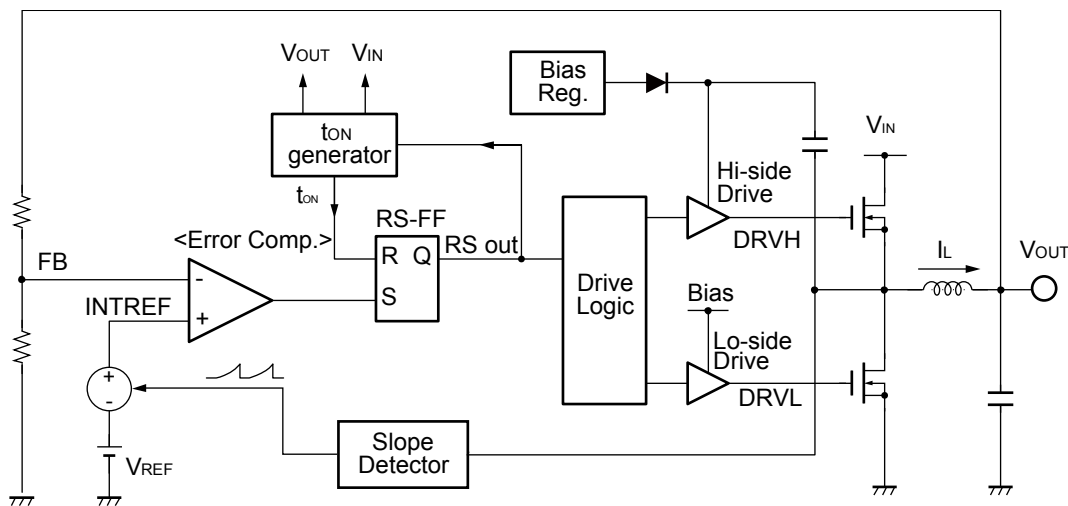 VOUT
VIN
Bias
Reg.
tON
generator
VIN
Hi-side
Drive
tON
RS-FF
<Error Comp.>
R Q
RS out
DRVH
FB
S
Drive
Logic
IL
VOUT
INTREF
-
+
Bias
Lo-side
Drive
+
-
DRVL
Slope
Detector
VREF